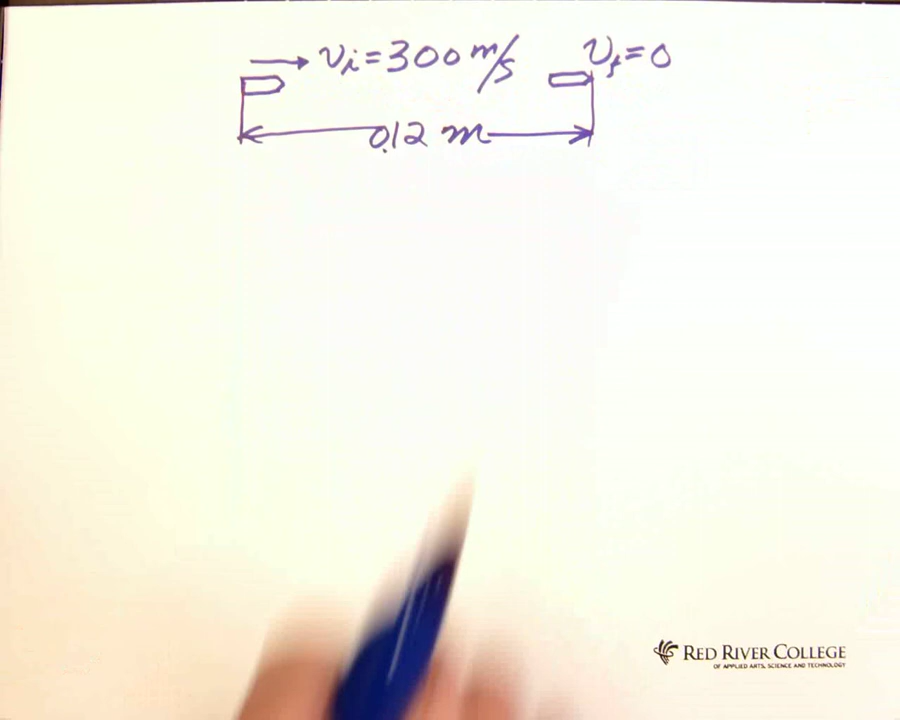 → vi = 300 m/s vf = 0
0.12 m
RED RIVER COLLEGE
OF APPLIED ARTS, SCIENCE AND TECHNOLOGY